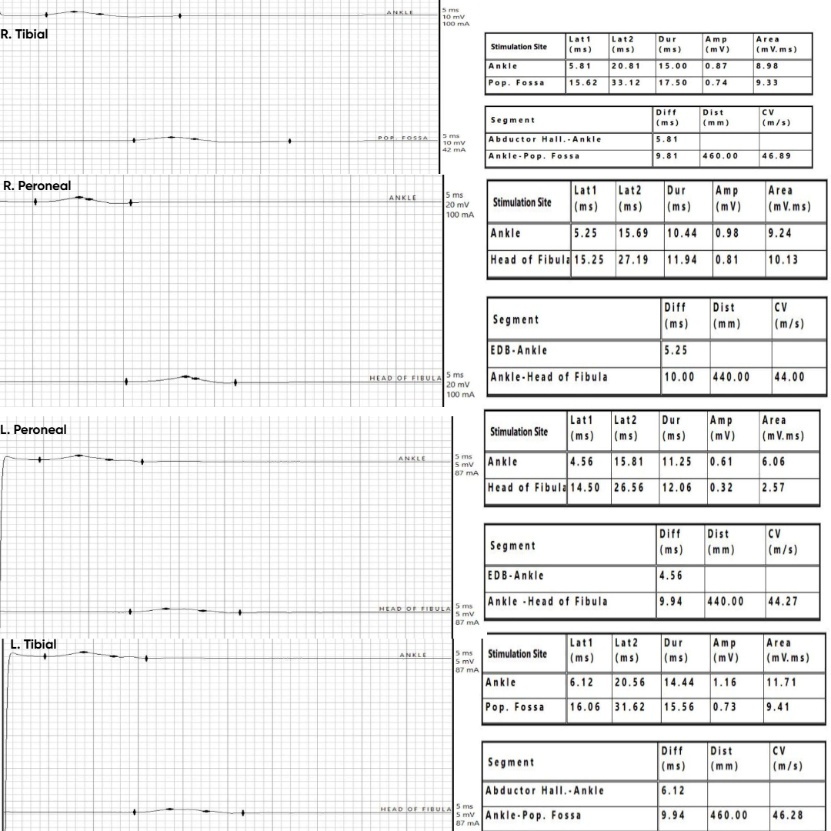 ANKLE
5 ms
10 mV
100 mA
R. Tibial
POP. FOSSA
5 ms
10 mV
42 mA
Stimulation Site Lat1 (ms) Lat2 (ms) Dur (ms) Amp (mV) Area (mV.ms)
Ankle 5.81 20.81 15.00 0.87 8.98
Pop. Fossa 15.62 33.12 17.50 0.74 9.33
Segment Diff (ms) Dist (mm) CV (m/s)
Abductor Hall.-Ankle 5.81
Ankle-Pop. Fossa 9.81 460.00 46.89
R. Peroneal
ANKLE
5 ms
20 mV
100 mA
HEAD OF FIBULA
5 ms
20 mV
100 mA
Stimulation Site Lat1 (ms) Lat2 (ms) Dur (ms) Amp (mV) Area (mV.ms)
Ankle 5.25 15.69 10.44 0.98 9.24
Head of Fibula 15.25 27.19 11.94 0.81 10.13
Segment Diff (ms) Dist (mm) CV (m/s)
EDB-Ankle 5.25
Ankle-Head of Fibula 10.00 440.00 44.00
L. Peroneal
ANKLE
5 ms
5 mV
87 mA
HEAD OF FIBULA
5 ms
5 mV
87 mA
Stimulation Site Lat1 (ms) Lat2 (ms) Dur (ms) Amp (mV) Area (mV.ms)
Ankle 4.56 15.81 11.25 0.61 6.06
Head of Fibula 14.50 26.56 12.06 0.32 2.57
Segment Diff (ms) Dist (mm) CV (m/s)
EDB-Ankle 4.56
Ankle -Head of Fibula 9.94 440.00 44.27
L. Tibial
ANKLE
5 ms
5 mV
87 mA
HEAD OF FIBULA
5 ms
5 mV
87 mA
Stimulation Site Lat1 (ms) Lat2 (ms) Dur (ms) Amp (mV) Area (mV.ms)
Ankle 6.12 20.56 14.44 1.16 11.71
Pop. Fossa 16.06 31.62 15.56 0.73 9.41
Segment Diff (ms) Dist (mm) CV (m/s)
Abductor Hall.-Ankle 6.12
Ankle-Pop. Fossa 9.94 460.00 46.28